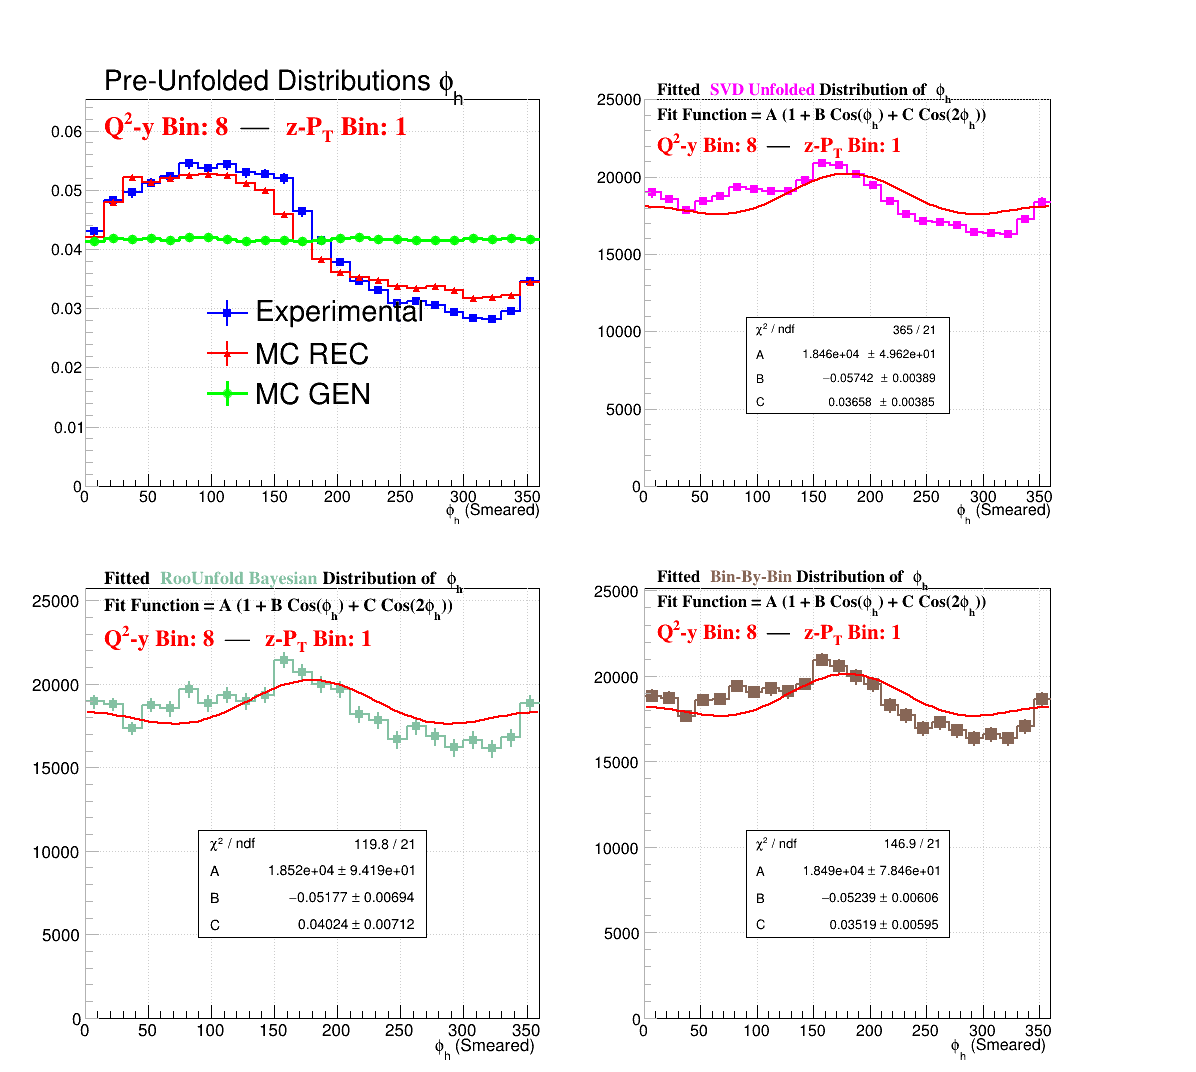 Pre-Unfolded Distributions ϕh
Q²-y Bin: 8 — z-PT Bin: 1
0.06
0.05
0.04
0.03
0.02
0.01
0
Experimental
MC REC
MC GEN
0 50 100 150 200 250 300 350
ϕh (Smeared)
Fitted SVD Unfolded Distribution of ϕh
Fit Function = A (1 + B Cos(ϕh) + C Cos(2ϕh))
Q²-y Bin: 8 — z-PT Bin: 1
25000
20000
15000
10000
5000
0
χ² / ndf 365 / 21
A 1.846e+04 ± 4.962e+01
B −0.05742 ± 0.00389
C 0.03658 ± 0.00385
0 50 100 150 200 250 300 350
ϕh (Smeared)
Fitted RooUnfold Bayesian Distribution of ϕh
Fit Function = A (1 + B Cos(ϕh) + C Cos(2ϕh))
Q²-y Bin: 8 — z-PT Bin: 1
25000
20000
15000
10000
5000
0
χ² / ndf 119.8 / 21
A 1.852e+04 ± 9.419e+01
B −0.05177 ± 0.00694
C 0.04024 ± 0.00712
0 50 100 150 200 250 300 350
ϕh (Smeared)
Fitted Bin-By-Bin Distribution of ϕh
Fit Function = A (1 + B Cos(ϕh) + C Cos(2ϕh))
Q²-y Bin: 8 — z-PT Bin: 1
25000
20000
15000
10000
5000
0
χ² / ndf 146.9 / 21
A 1.849e+04 ± 7.846e+01
B −0.05239 ± 0.00606
C 0.03519 ± 0.00595
0 50 100 150 200 250 300 350
ϕh (Smeared)